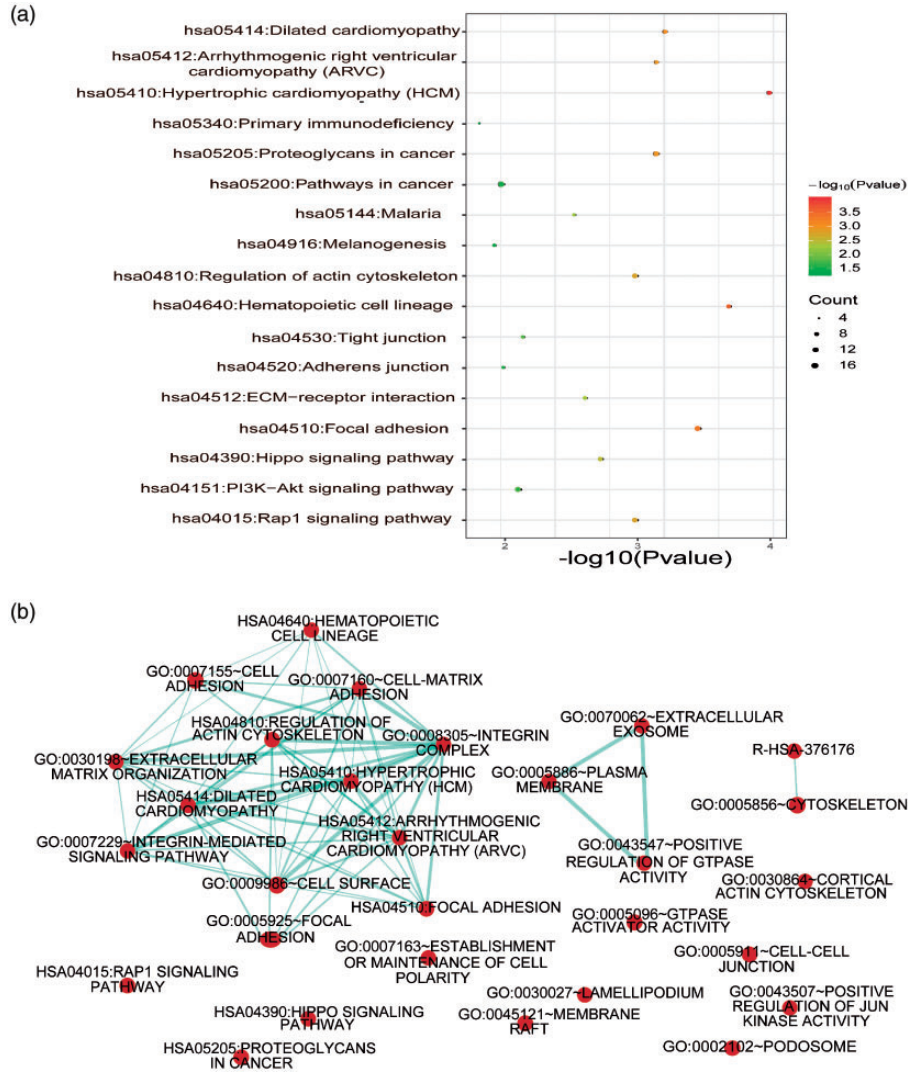 (a)
hsa05414:Dilated cardiomyopathy
hsa05412:Arrhythmogenic right ventricular
cardiomyopathy (ARVC)
hsa05410:Hypertrophic cardiomyopathy (HCM)
hsa05340:Primary immunodeficiency
hsa05205:Proteoglycans in cancer
hsa05200:Pathways in cancer
hsa05144:Malaria
hsa04916:Melanogenesis
hsa04810:Regulation of actin cytoskeleton
hsa04640:Hematopoietic cell lineage
hsa04530:Tight junction
hsa04520:Adherens junction
hsa04512:ECM−receptor interaction
hsa04510:Focal adhesion
hsa04390:Hippo signaling pathway
hsa04151:PI3K−Akt signaling pathway
hsa04015:Rap1 signaling pathway
2 3 4
-log10(Pvalue)
−log10(Pvalue)
3.5
3.0
2.5
2.0
1.5
Count
4
8
12
16
(b)
HSA04640:HEMATOPOIETIC
CELL LINEAGE
GO:0007155~CELL
ADHESION
GO:0007160~CELL-MATRIX
ADHESION
HSA04810:REGULATION OF
ACTIN CYTOSKELETON
GO:0008305~INTEGRIN
COMPLEX
GO:0030198~EXTRACELLULAR
MATRIX ORGANIZATION
HSA05410:HYPERTROPHIC
CARDIOMYOPATHY (HCM)
HSA05414:DILATED
CARDIOMYOPATHY
HSA05412:ARRHYTHMOGENIC
RIGHT VENTRICULAR
CARDIOMYOPATHY (ARVC)
GO:0007229~INTEGRIN-MEDIATED
SIGNALING PATHWAY
GO:0009986~CELL SURFACE
HSA04510:FOCAL ADHESION
GO:0005925~FOCAL
ADHESION
GO:0007163~ESTABLISHMENT
OR MAINTENANCE OF CELL
POLARITY
HSA04015:RAP1 SIGNALING
PATHWAY
HSA04390:HIPPO SIGNALING
PATHWAY
HSA05205:PROTEOGLYCANS
IN CANCER
GO:0070062~EXTRACELLULAR
EXOSOME
R-HSA-376176
GO:0005886~PLASMA
MEMBRANE
GO:0005856~CYTOSKELETON
GO:0043547~POSITIVE
REGULATION OF GTPASE
ACTIVITY
GO:0030864~CORTICAL
ACTIN CYTOSKELETON
GO:0005096~GTPASE
ACTIVATOR ACTIVITY
GO:0005911~CELL-CELL
JUNCTION
GO:0030027~LAMELLIPODIUM
GO:0045121~MEMBRANE
RAFT
GO:0043507~POSITIVE
REGULATION OF JUN
KINASE ACTIVITY
GO:0002102~PODOSOME